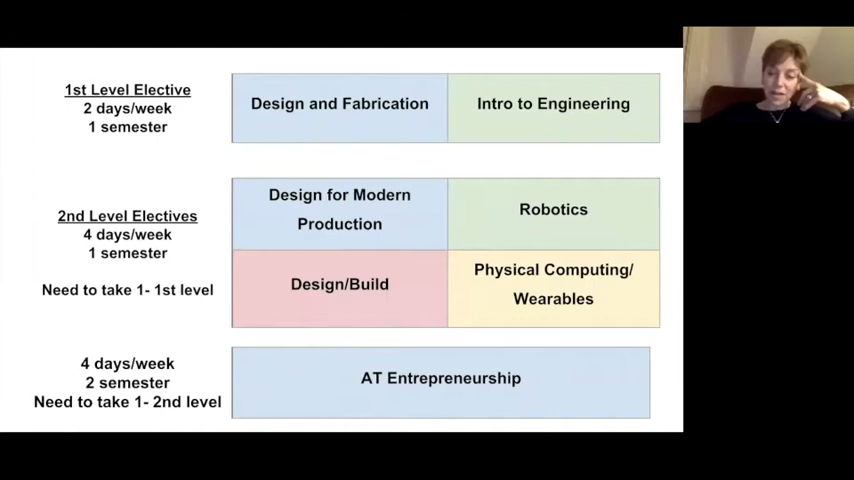 1st Level Elective
2 days/week
1 semester
Design and Fabrication
Intro to Engineering
2nd Level Electives
4 days/week
1 semester
Need to take 1- 1st level
Design for Modern
Production
Robotics
Design/Build
Physical Computing/
Wearables
4 days/week
2 semester
Need to take 1- 2nd level
AT Entrepreneurship